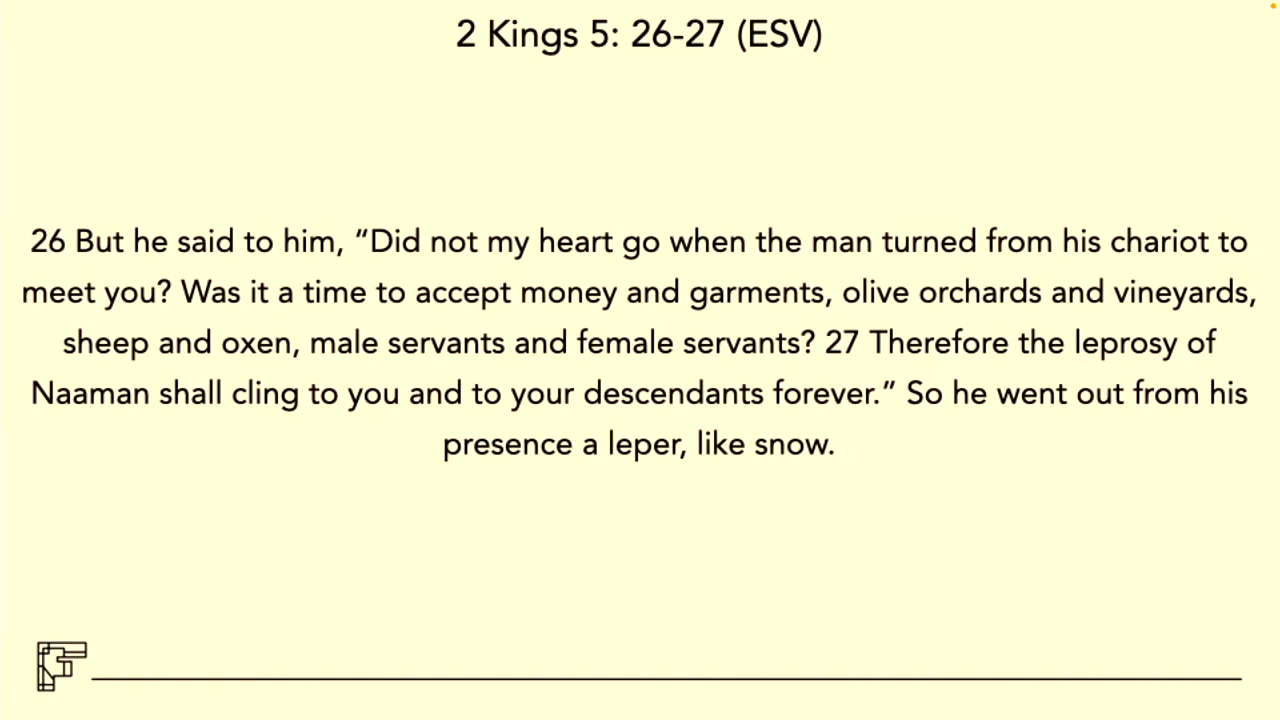 2 Kings 5: 26-27 (ESV)
26 But he said to him, “Did not my heart go when the man turned from his chariot to
meet you? Was it a time to accept money and garments, olive orchards and vineyards,
sheep and oxen, male servants and female servants? 27 Therefore the leprosy of
Naaman shall cling to you and to your descendants forever.” So he went out from his
presence a leper, like snow.